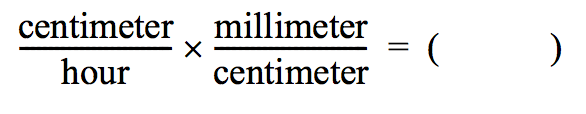 centimeter/hour × millimeter/centimeter = ( )